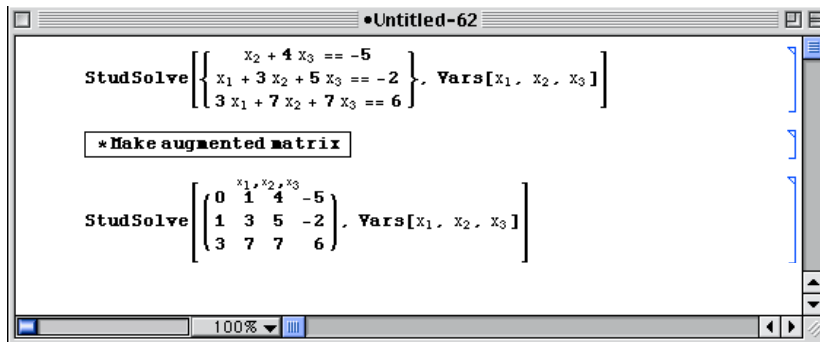 •Untitled-62
x₂ + 4 x₃ == -5
StudSolve[{ x₁ + 3 x₂ + 5 x₃ == -2 }, Vars[x₁, x₂, x₃]]
3 x₁ + 7 x₂ + 7 x₃ == 6
*Make augmented matrix
x₁,x₂,x₃
0 1 4 -5
StudSolve[( 1 3 5 -2 ), Vars[x₁, x₂, x₃]]
3 7 7 6
100%